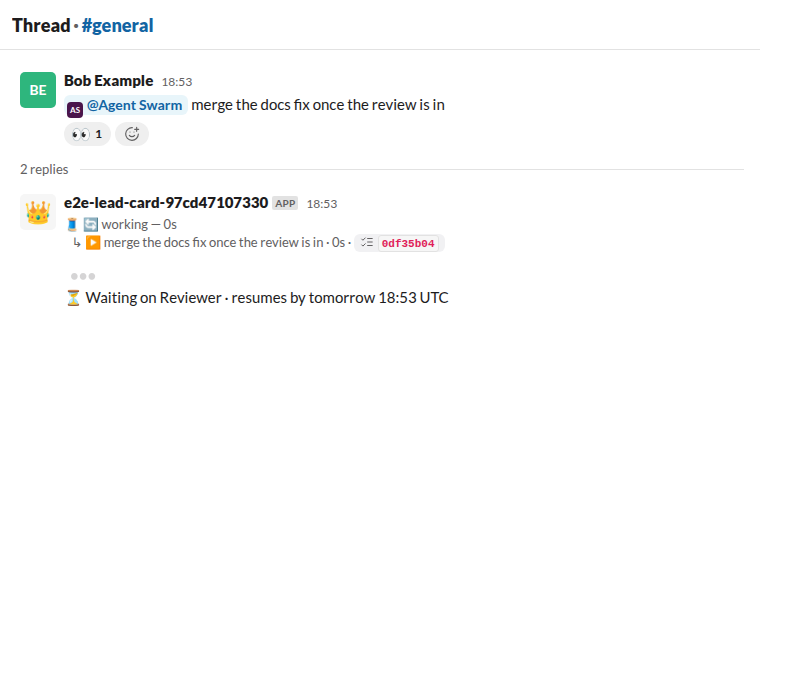 Thread · #general
BE
Bob Example 18:53
AS @Agent Swarm merge the docs fix once the review is in
1
2 replies
e2e-lead-card-97cd47107330 APP 18:53
working — 0s
↳ merge the docs fix once the review is in · 0s · 0df35b04
Waiting on Reviewer · resumes by tomorrow 18:53 UTC